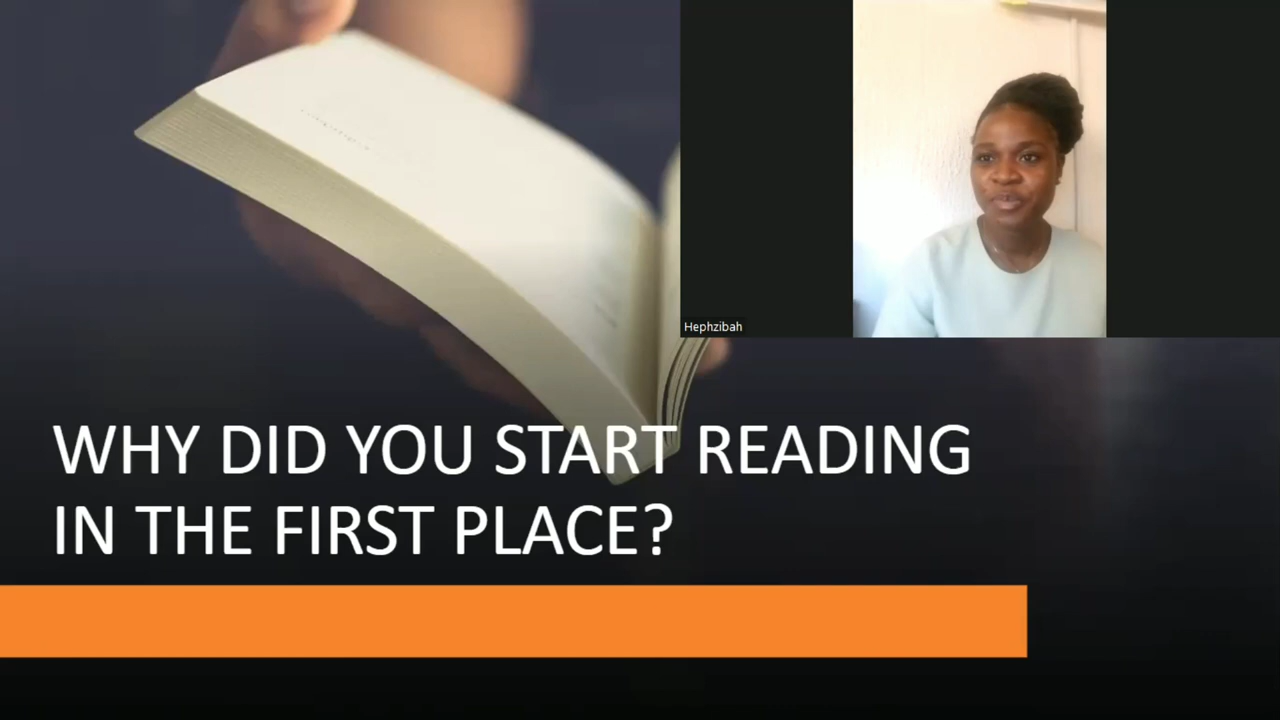 Hephzibah
WHY DID YOU START READING
IN THE FIRST PLACE?